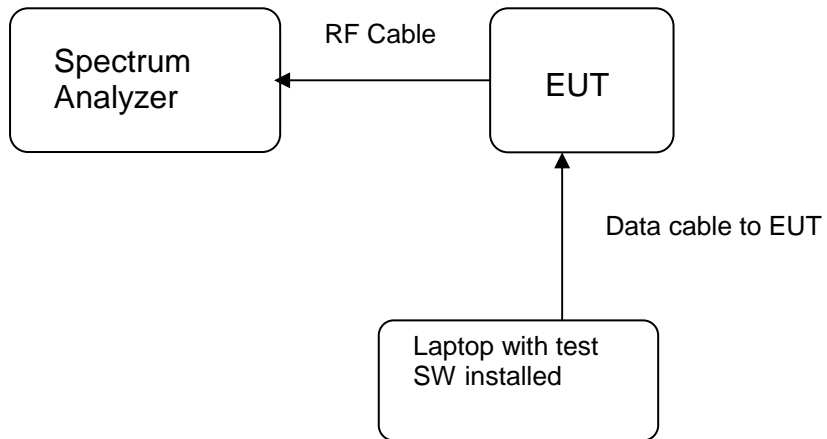 RF Cable
Spectrum
Analyzer
EUT
Data cable to EUT
Laptop with test
SW installed